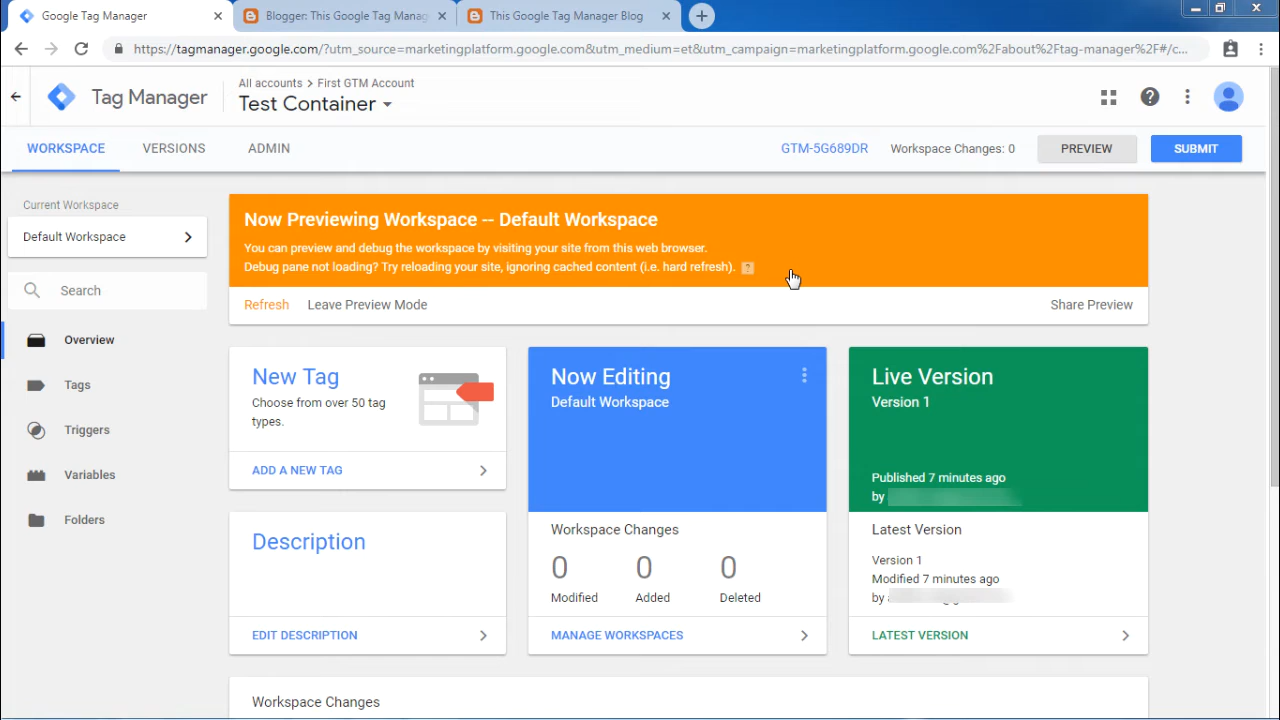 Google Tag Manager
Blogger: This Google Tag Manag
This Google Tag Manager Blog
https://tagmanager.google.com/?utm_source=marketingplatform.google.com&utm_medium=et&utm_campaign=marketingplatform.google.com%2Fabout%2Ftag-manager%2F#/c...
Tag Manager
All accounts > First GTM Account
Test Container
WORKSPACE
VERSIONS
ADMIN
GTM-5G689DR
Workspace Changes: 0
PREVIEW
SUBMIT
Current Workspace
Default Workspace
Search
Overview
Tags
Triggers
Variables
Folders
Now Previewing Workspace -- Default Workspace
You can preview and debug the workspace by visiting your site from this web browser.
Debug pane not loading? Try reloading your site, ignoring cached content (i.e. hard refresh). ?
Refresh
Leave Preview Mode
Share Preview
New Tag
Choose from over 50 tag
types.
ADD A NEW TAG
Description
EDIT DESCRIPTION
Now Editing
Default Workspace
Workspace Changes
0 0 0
Modified Added Deleted
MANAGE WORKSPACES
Live Version
Version 1
Published 7 minutes ago
by
Latest Version
Version 1
Modified 7 minutes ago
by
LATEST VERSION
Workspace Changes